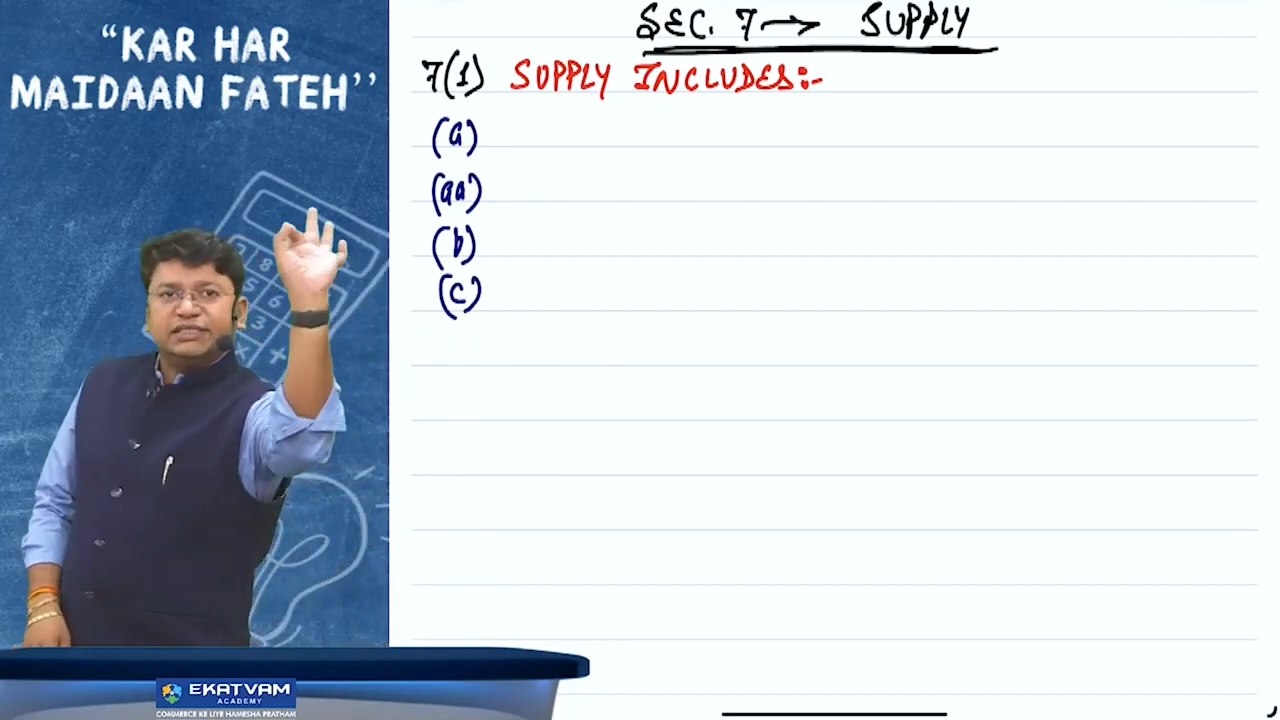 “KAR HAR
MAIDAAN FATEH’’
SEC. 7 → SUPPLY
7(1) SUPPLY INCLUDES:-
(a)
(aa)
(b)
(c)
EKATVAM
ACADEMY
COMMERCE KE LIYE HAMESHA PRATHAM